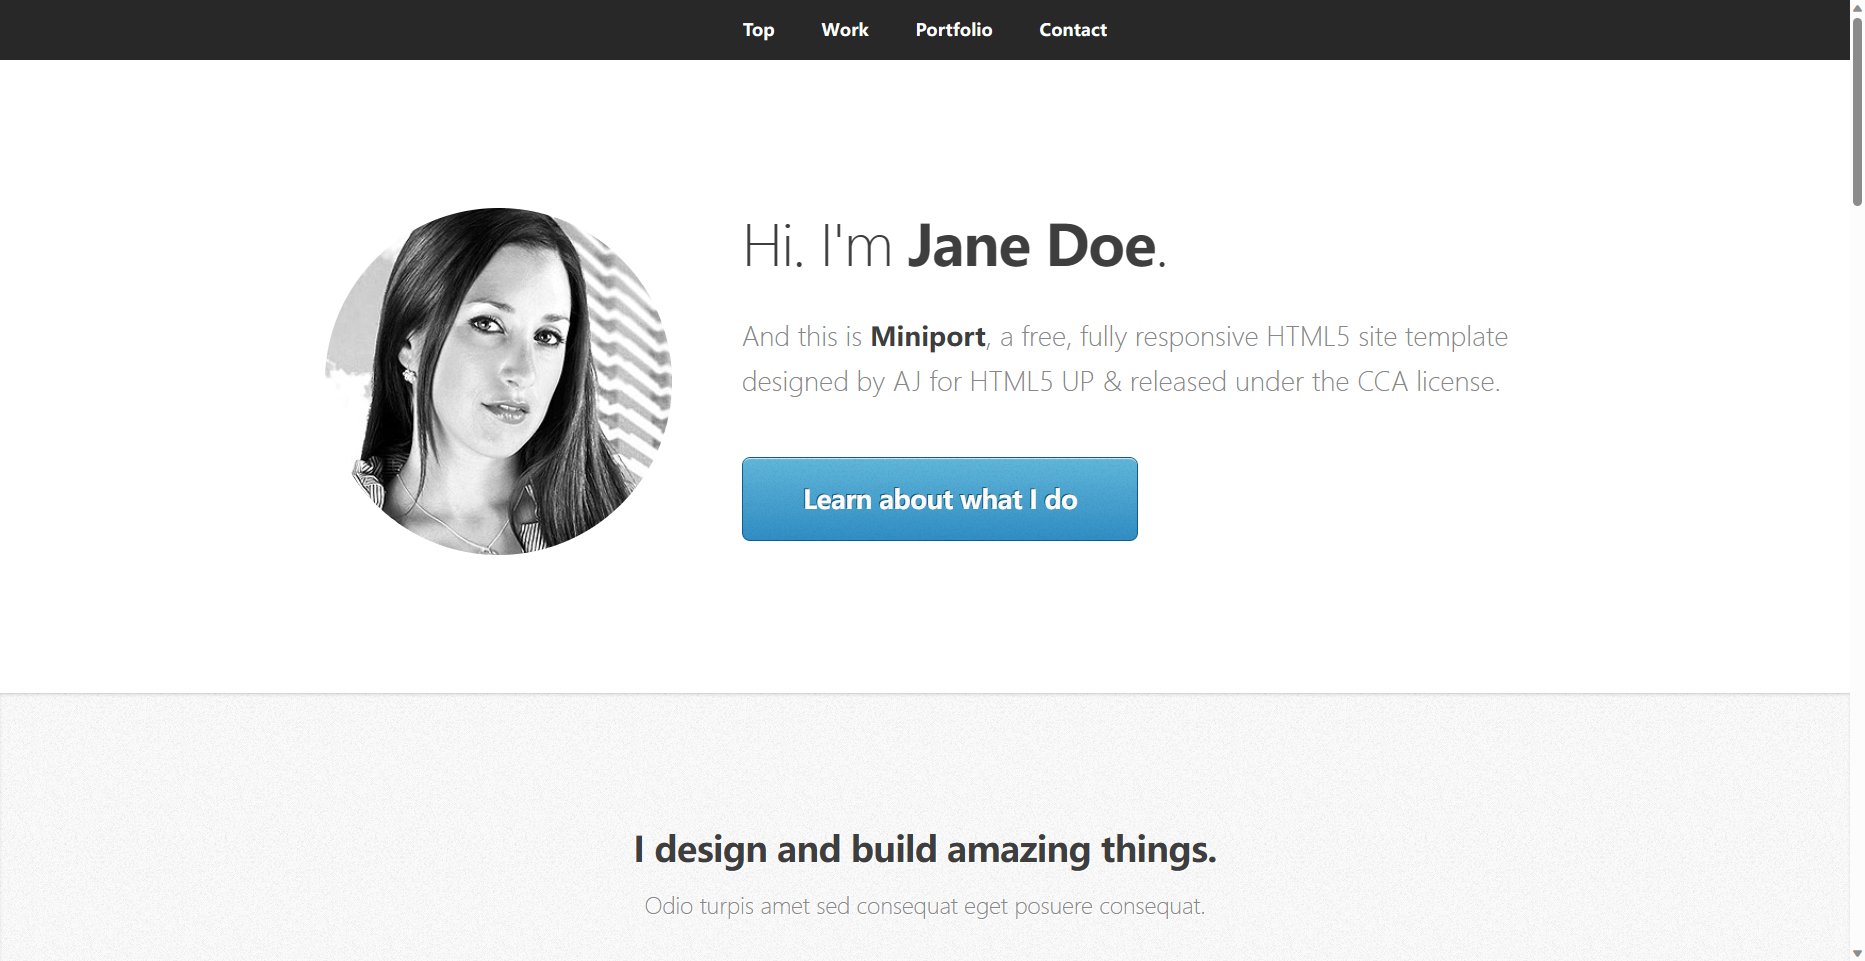 Top Work Portfolio Contact
Hi. I'm Jane Doe.
And this is Miniport, a free, fully responsive HTML5 site template
designed by AJ for HTML5 UP & released under the CCA license.
Learn about what I do
I design and build amazing things.
Odio turpis amet sed consequat eget posuere consequat.